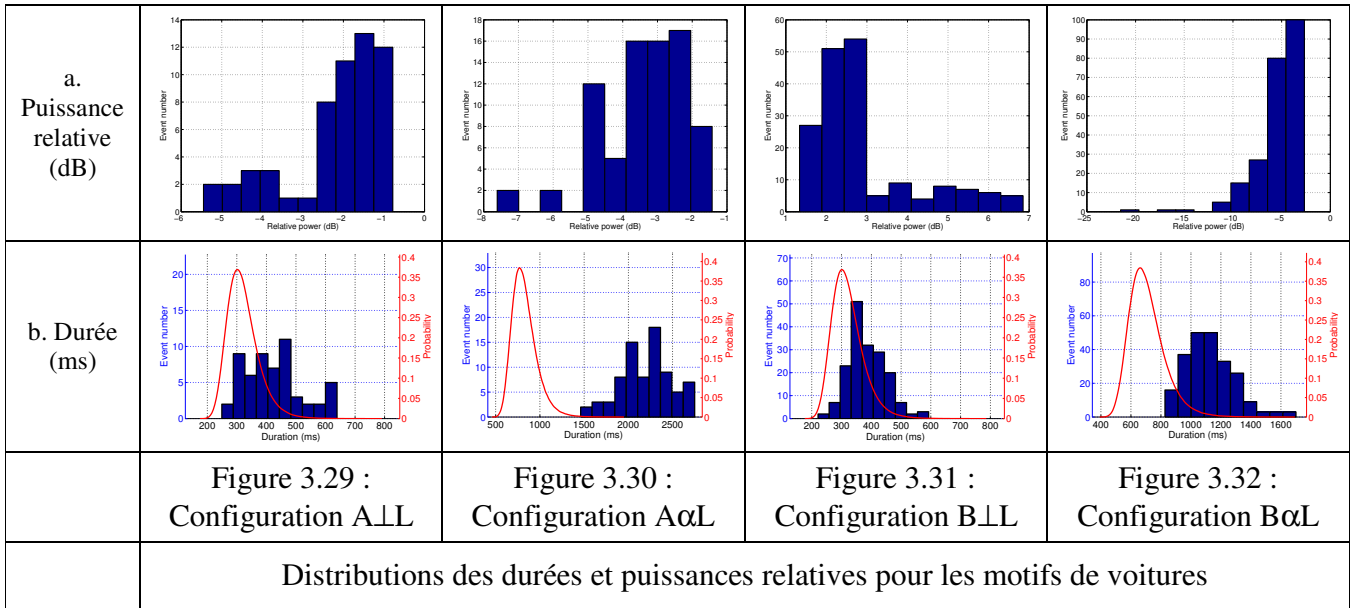 a.
Puissance
relative
(dB)
14
12
10
8
6
4
2
0
Event number
−6 −5 −4 −3 −2 −1 0
Relative power (dB)
18
16
14
12
10
8
6
4
2
0
Event number
−8 −7 −6 −5 −4 −3 −2 −1
Relative power (dB)
60
50
40
30
20
10
0
Event number
1 2 3 4 5 6 7
Relative power (dB)
100
90
80
70
60
50
40
30
20
10
0
Event number
−25 −20 −15 −10 −5 0
Relative power (dB)
b. Durée
(ms)
20
15
10
5
0
Event number
200 300 400 500 600 700 800
Duration (ms)
0.4
0.35
0.3
0.25
0.2
0.15
0.1
0.05
0
Probability
30
25
20
15
10
5
0
Event number
500 1000 1500 2000 2500
Duration (ms)
0.4
0.35
0.3
0.25
0.2
0.15
0.1
0.05
0
Probability
70
60
50
40
30
20
10
0
Event number
200 300 400 500 600 700 800
Duration (ms)
0.4
0.35
0.3
0.25
0.2
0.15
0.1
0.05
0
Probability
80
60
40
20
0
Event number
400 600 800 1000 1200 1400 1600
Duration (ms)
0.4
0.35
0.3
0.25
0.2
0.15
0.1
0.05
0
Probability
Figure 3.29 :
Configuration A⊥L
Figure 3.30 :
Configuration AαL
Figure 3.31 :
Configuration B⊥L
Figure 3.32 :
Configuration BαL
Distributions des durées et puissances relatives pour les motifs de voitures